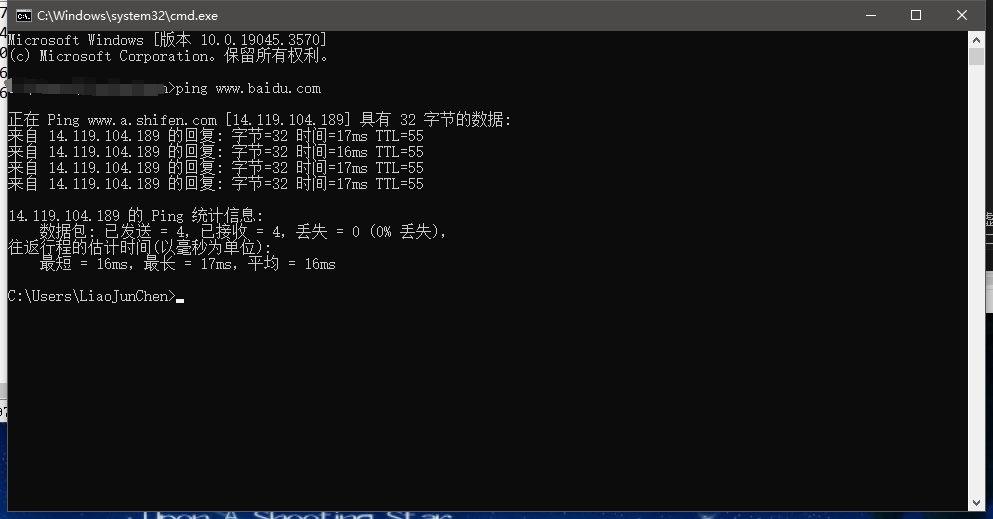 C:\Windows\system32\cmd.exe
Microsoft Windows [版本 10.0.19045.3570]
(c) Microsoft Corporation。保留所有权利。
>ping www.baidu.com
正在 Ping www.a.shifen.com [14.119.104.189] 具有 32 字节的数据:
来自 14.119.104.189 的回复: 字节=32 时间=17ms TTL=55
来自 14.119.104.189 的回复: 字节=32 时间=16ms TTL=55
来自 14.119.104.189 的回复: 字节=32 时间=17ms TTL=55
来自 14.119.104.189 的回复: 字节=32 时间=17ms TTL=55
14.119.104.189 的 Ping 统计信息:
数据包: 已发送 = 4，已接收 = 4，丢失 = 0 (0% 丢失)，
往返行程的估计时间(以毫秒为单位):
最短 = 16ms，最长 = 17ms，平均 = 16ms
C:\Users\LiaoJunChen>
Upon A Shooting Star